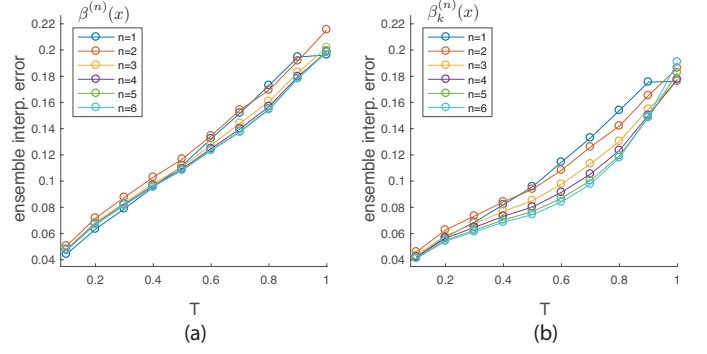 β^(n)(x)
n=1
n=2
n=3
n=4
n=5
n=6
ensemble interp. error
0.22
0.2
0.18
0.16
0.14
0.12
0.1
0.08
0.06
0.04
0.2 0.4 0.6 0.8 1
T
(a)
β_k^(n)(x)
n=1
n=2
n=3
n=4
n=5
n=6
ensemble interp. error
0.22
0.2
0.18
0.16
0.14
0.12
0.1
0.08
0.06
0.04
0.2 0.4 0.6 0.8 1
T
(b)